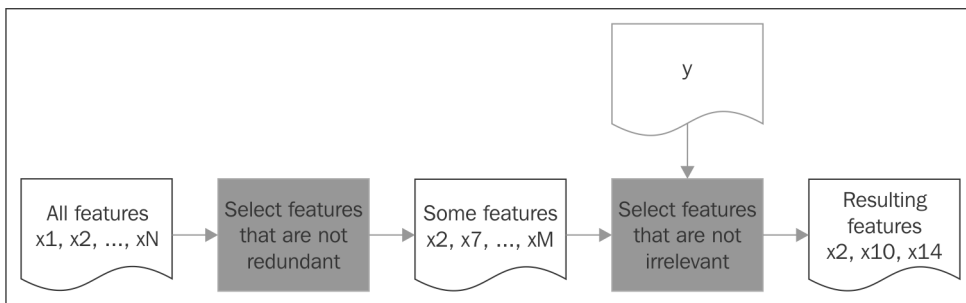 y
All features
x1, x2, ..., xN
Select features
that are not
redundant
Some features
x2, x7, ..., xM
Select features
that are not
irrelevant
Resulting
features
x2, x10, x14